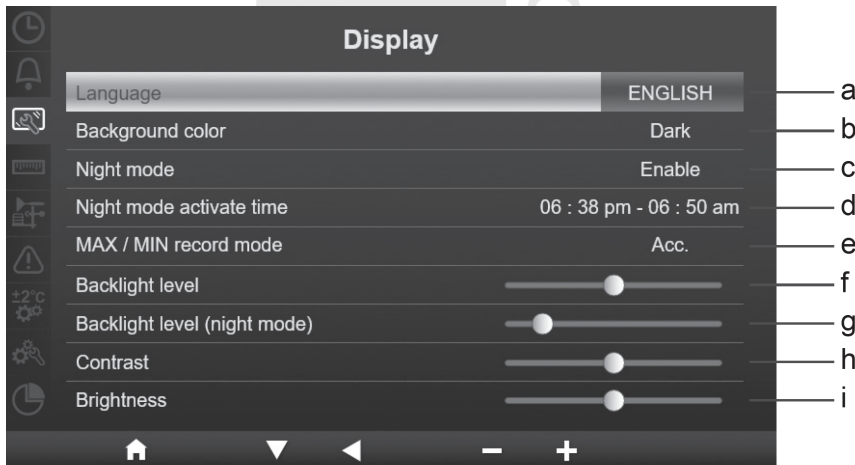 Display
Language ENGLISH a
Background color Dark b
Night mode Enable c
Night mode activate time 06 : 38 pm - 06 : 50 am d
MAX / MIN record mode Acc. e
Backlight level f
±2°C
Backlight level (night mode) g
Contrast h
Brightness i